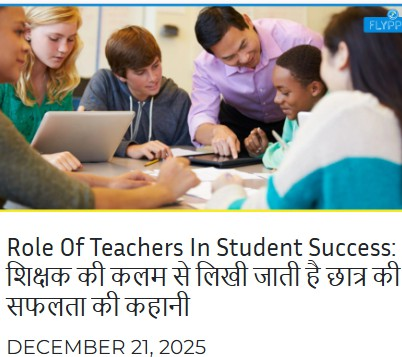 FLYPP
Role Of Teachers In Student Success:
शिक्षक की कलम से लिखी जाती है छात्र की
सफलता की कहानी
DECEMBER 21, 2025